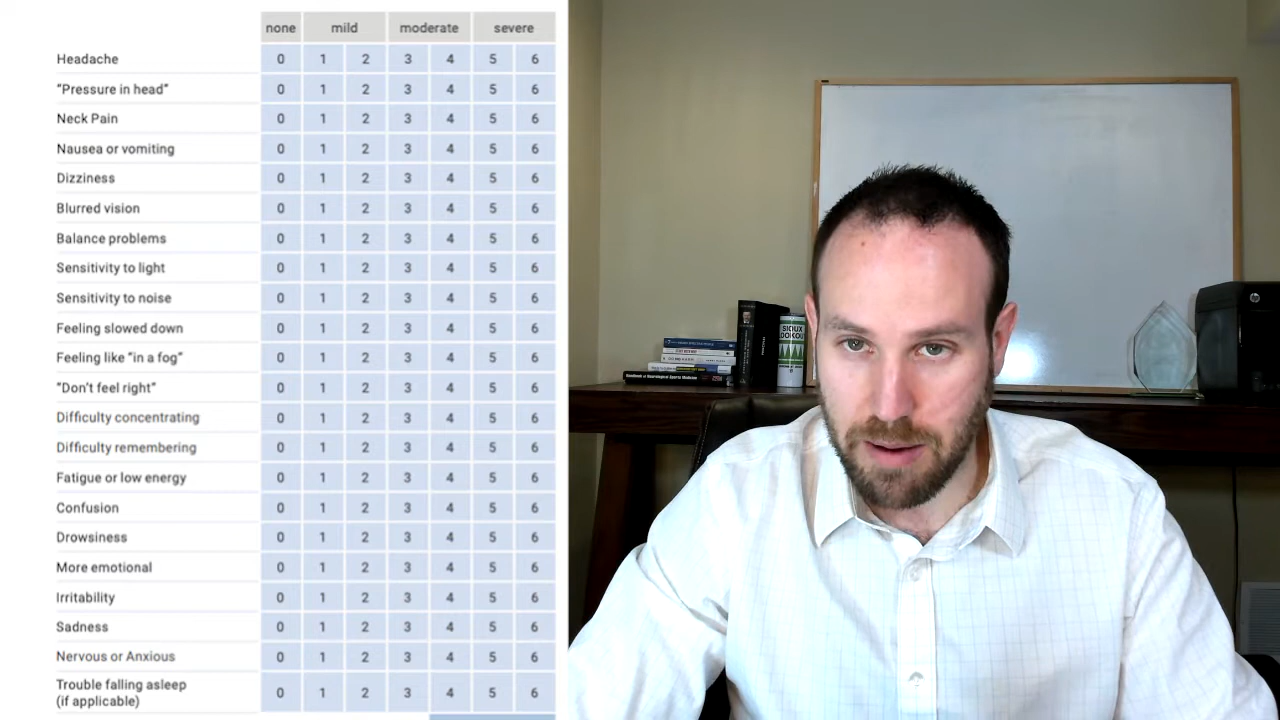 none mild moderate severe
Headache 0 1 2 3 4 5 6
“Pressure in head” 0 1 2 3 4 5 6
Neck Pain 0 1 2 3 4 5 6
Nausea or vomiting 0 1 2 3 4 5 6
Dizziness 0 1 2 3 4 5 6
Blurred vision 0 1 2 3 4 5 6
Balance problems 0 1 2 3 4 5 6
Sensitivity to light 0 1 2 3 4 5 6
Sensitivity to noise 0 1 2 3 4 5 6
Feeling slowed down 0 1 2 3 4 5 6
Feeling like “in a fog” 0 1 2 3 4 5 6
“Don’t feel right” 0 1 2 3 4 5 6
Difficulty concentrating 0 1 2 3 4 5 6
Difficulty remembering 0 1 2 3 4 5 6
Fatigue or low energy 0 1 2 3 4 5 6
Confusion 0 1 2 3 4 5 6
Drowsiness 0 1 2 3 4 5 6
More emotional 0 1 2 3 4 5 6
Irritability 0 1 2 3 4 5 6
Sadness 0 1 2 3 4 5 6
Nervous or Anxious 0 1 2 3 4 5 6
Trouble falling asleep 0 1 2 3 4 5 6
(if applicable)
SIOUX
hp